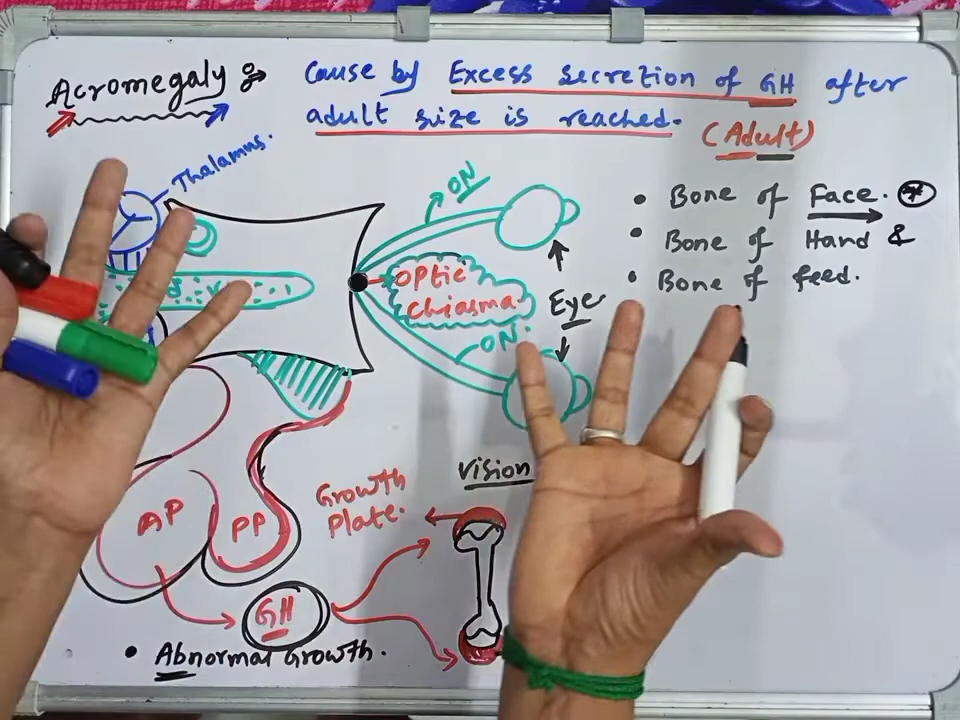 Acromegaly
Cause by Excess secretion of GH after
adult size is reached.
(Adult)
Thalamus.
ON
• Bone of Face.
• Bone of Hand &
• Bone of feed.
Optic
Chiasma.
Eye
ON
Vision
Growth
Plate.
AP
PP
GH
• Abnormal Growth.